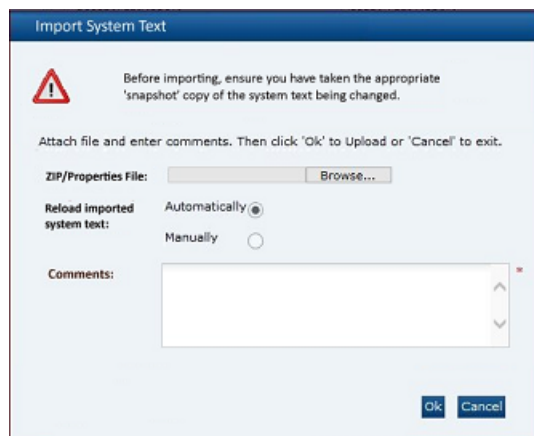 Import System Text
Before importing, ensure you have taken the appropriate
'snapshot' copy of the system text being changed.
Attach file and enter comments. Then click 'Ok' to Upload or 'Cancel' to exit.
ZIP/Properties File: Browse...
Reload imported Automatically
system text:
Manually
Comments: *
Ok Cancel